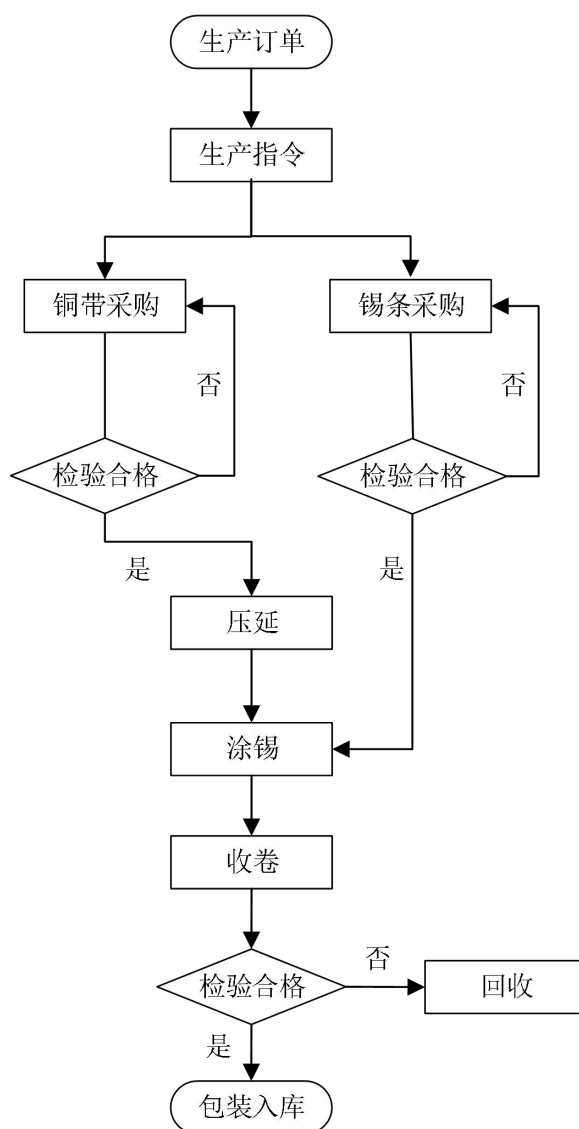 生产订单
生产指令
铜带采购
锡条采购
否
否
检验合格
检验合格
是
是
压延
涂锡
收卷
检验合格
否
回收
是
包装入库